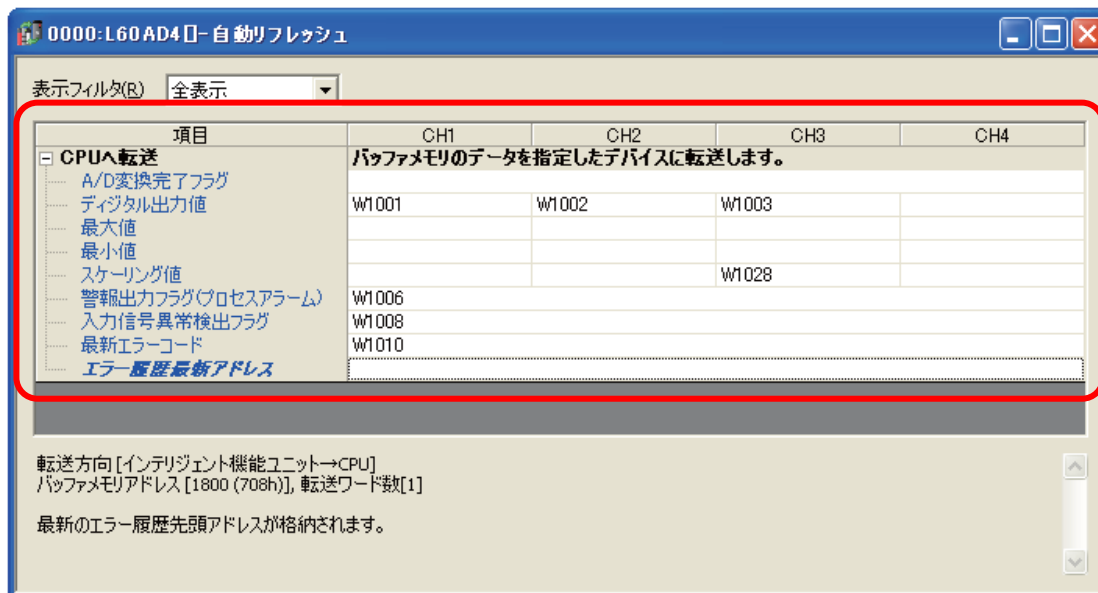 0000:L60AD4[]-自動リフレッシュ
表示フィルタ(R) 全表示
項目 CH1 CH2 CH3 CH4
CPUへ転送 バッファメモリのデータを指定したデバイスに転送します。
A/D変換完了フラグ
ディジタル出力値 W1001 W1002 W1003
最大値
最小値
スケーリング値 W1028
警報出力フラグ(プロセスアラーム) W1006
入力信号異常検出フラグ W1008
最新エラーコード W1010
エラー履歴最新アドレス
転送方向[インテリジェント機能ユニット→CPU]
バッファメモリアドレス[1800 (708h)], 転送ワード数[1]
最新のエラー履歴先頭アドレスが格納されます。